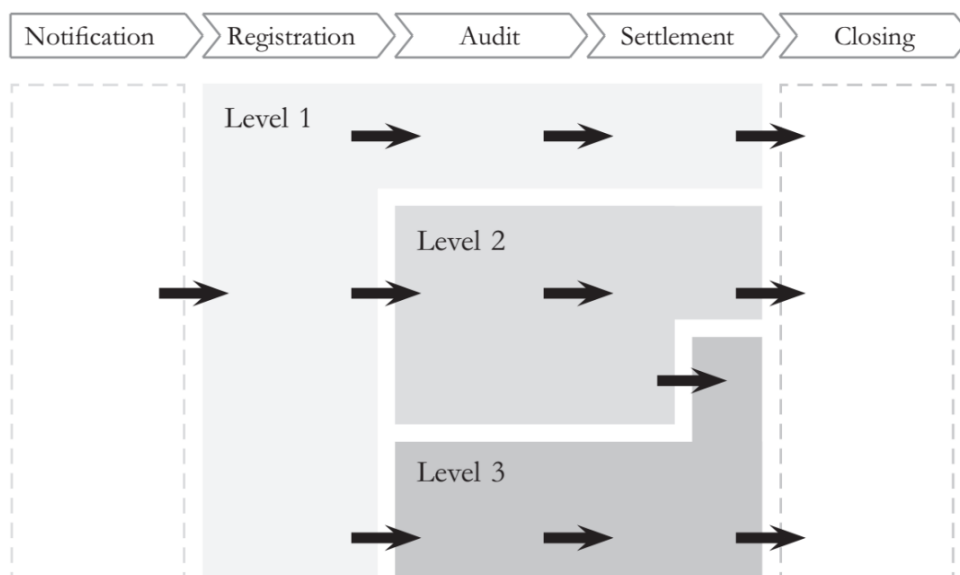 Notification
Registration
Audit
Settlement
Closing
Level 1
Level 2
Level 3